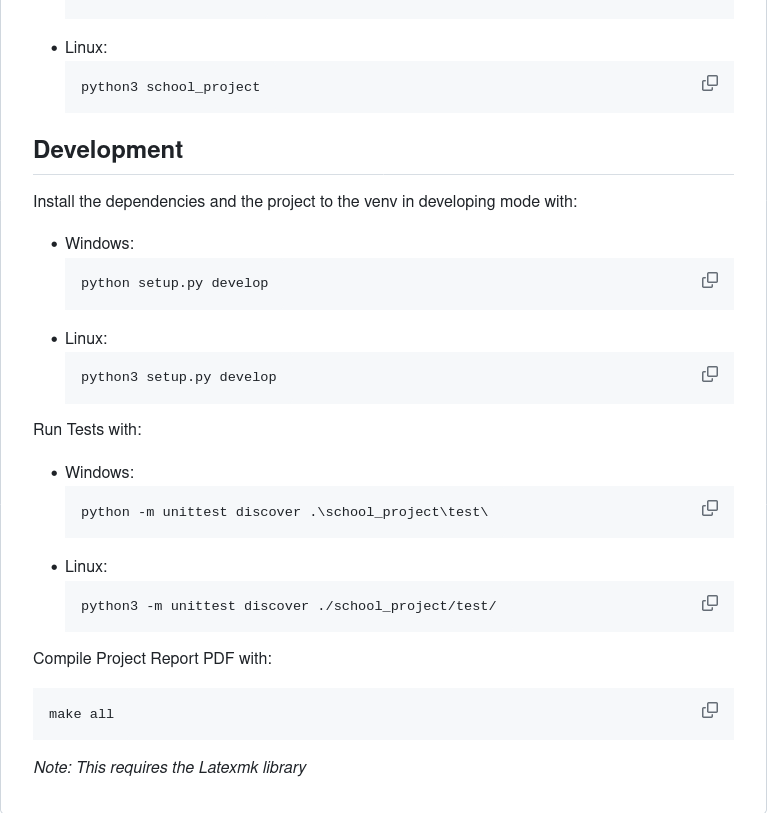 Linux:
python3 school_project
Development
Install the dependencies and the project to the venv in developing mode with:
Windows:
python setup.py develop
Linux:
python3 setup.py develop
Run Tests with:
Windows:
python -m unittest discover .\school_project\test\
Linux:
python3 -m unittest discover ./school_project/test/
Compile Project Report PDF with:
make all
Note: This requires the Latexmk library